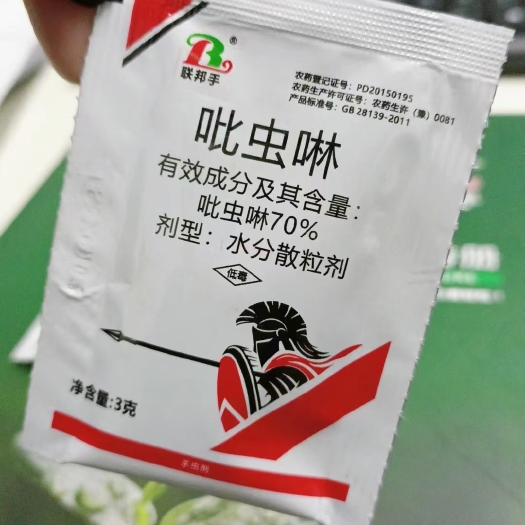 联邦手
®
农药登记证号：PD20150195
农药生产许可证号：农药生许（豫）0081
产品标准号：GB 28139-2011
吡虫啉
有效成分及其含量：
吡虫啉70%
剂型：水分散粒剂
低毒
净含量:3克
杀虫剂